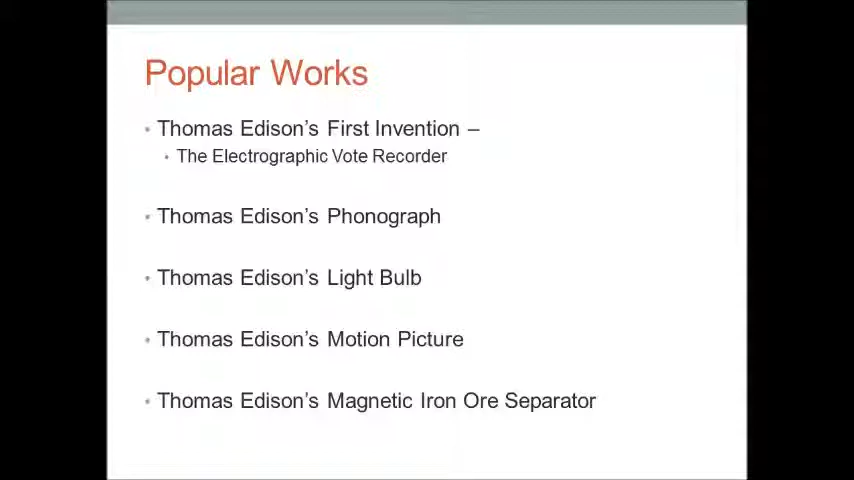 Popular Works
• Thomas Edison's First Invention –
• The Electrographic Vote Recorder
• Thomas Edison's Phonograph
• Thomas Edison's Light Bulb
• Thomas Edison's Motion Picture
• Thomas Edison's Magnetic Iron Ore Separator